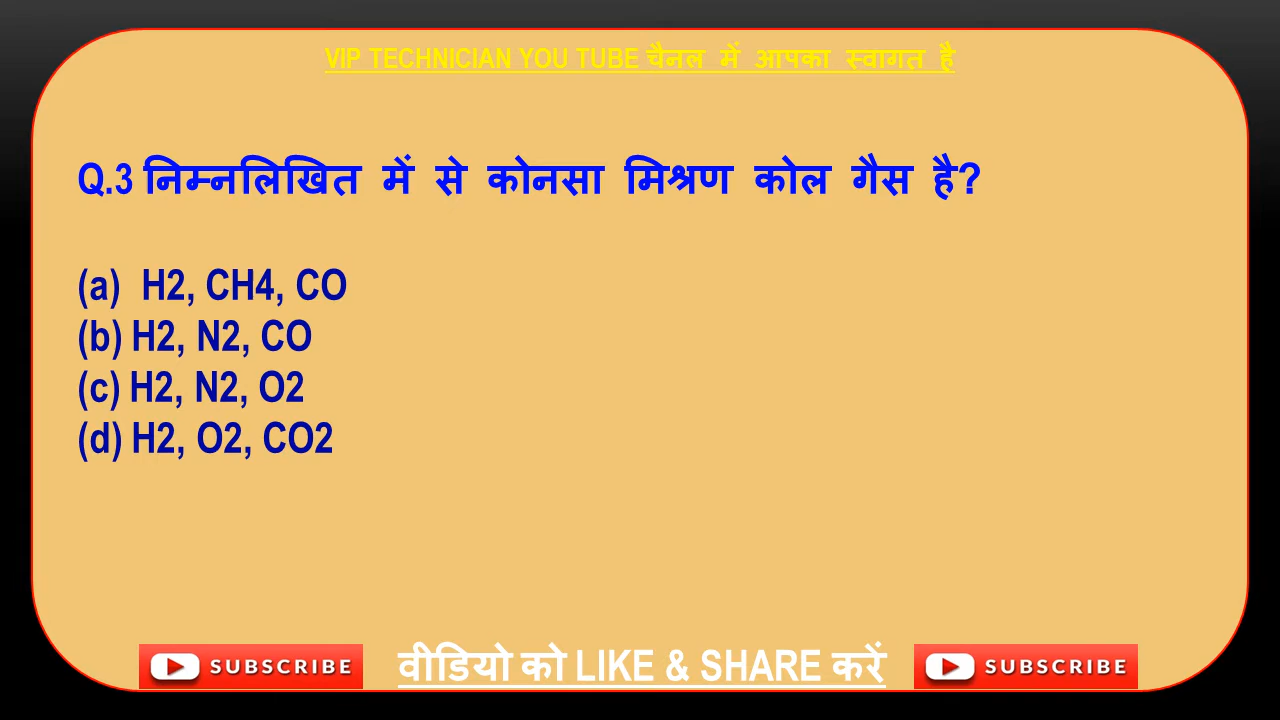 VIP TECHNICIAN YOU TUBE चैनल में आपका स्वागत है
Q.3 निम्नलिखित में से कोनसा मिश्रण कोल गैस है?
(a) H2, CH4, CO
(b) H2, N2, CO
(c) H2, N2, O2
(d) H2, O2, CO2
SUBSCRIBE वीडियो को LIKE & SHARE करें SUBSCRIBE